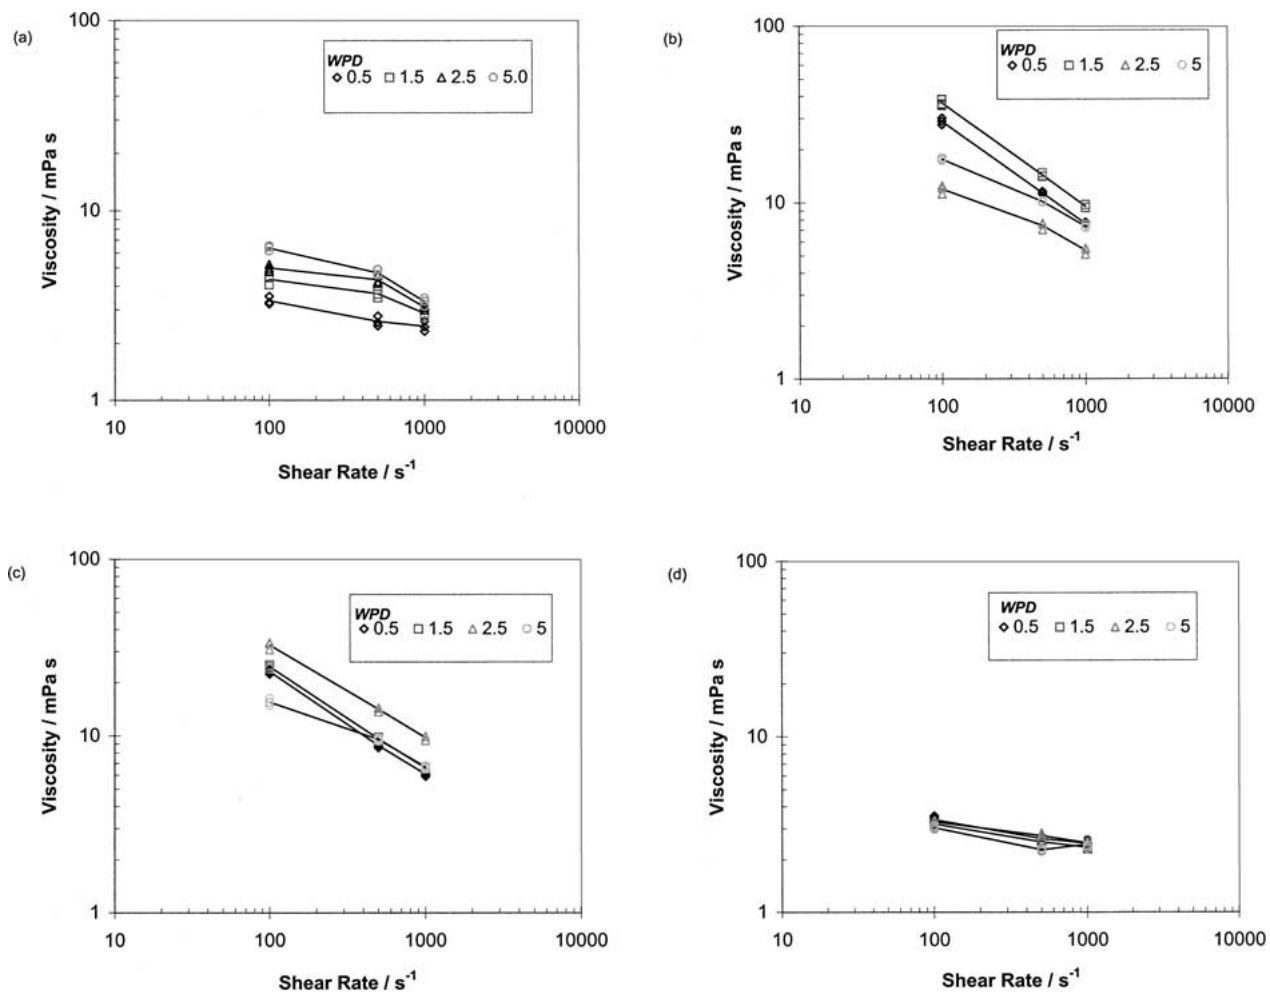 (a)
WPD
0.5 1.5 2.5 5.0
Viscosity / mPa s
100
10
1
10 100 1000 10000
Shear Rate / s⁻¹
(b)
WPD
0.5 1.5 2.5 5
Viscosity / mPa s
100
10
1
10 100 1000 10000
Shear Rate / s⁻¹
(c)
WPD
0.5 1.5 2.5 5
Viscosity / mPa s
100
10
1
10 100 1000 10000
Shear Rate / s⁻¹
(d)
WPD
0.5 1.5 2.5 5
Viscosity / mPa s
100
10
1
10 100 1000 10000
Shear Rate / s⁻¹